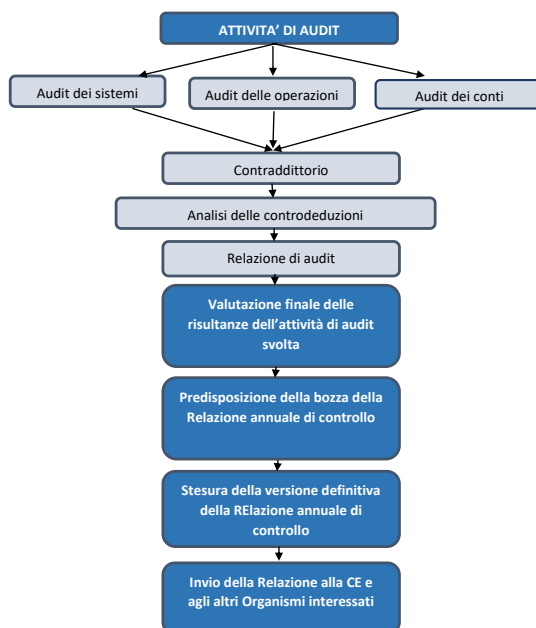 ATTIVITA’ DI AUDIT
Audit dei sistemi
Audit delle operazioni
Audit dei conti
Contraddittorio
Analisi delle controdeduzioni
Relazione di audit
Valutazione finale delle
risultanze dell’attività di audit
svolta
Predisposizione della bozza della
Relazione annuale di controllo
Stesura della versione definitiva
della RElazione annuale di
controllo
Invio della Relazione alla CE e
agli altri Organismi interessati